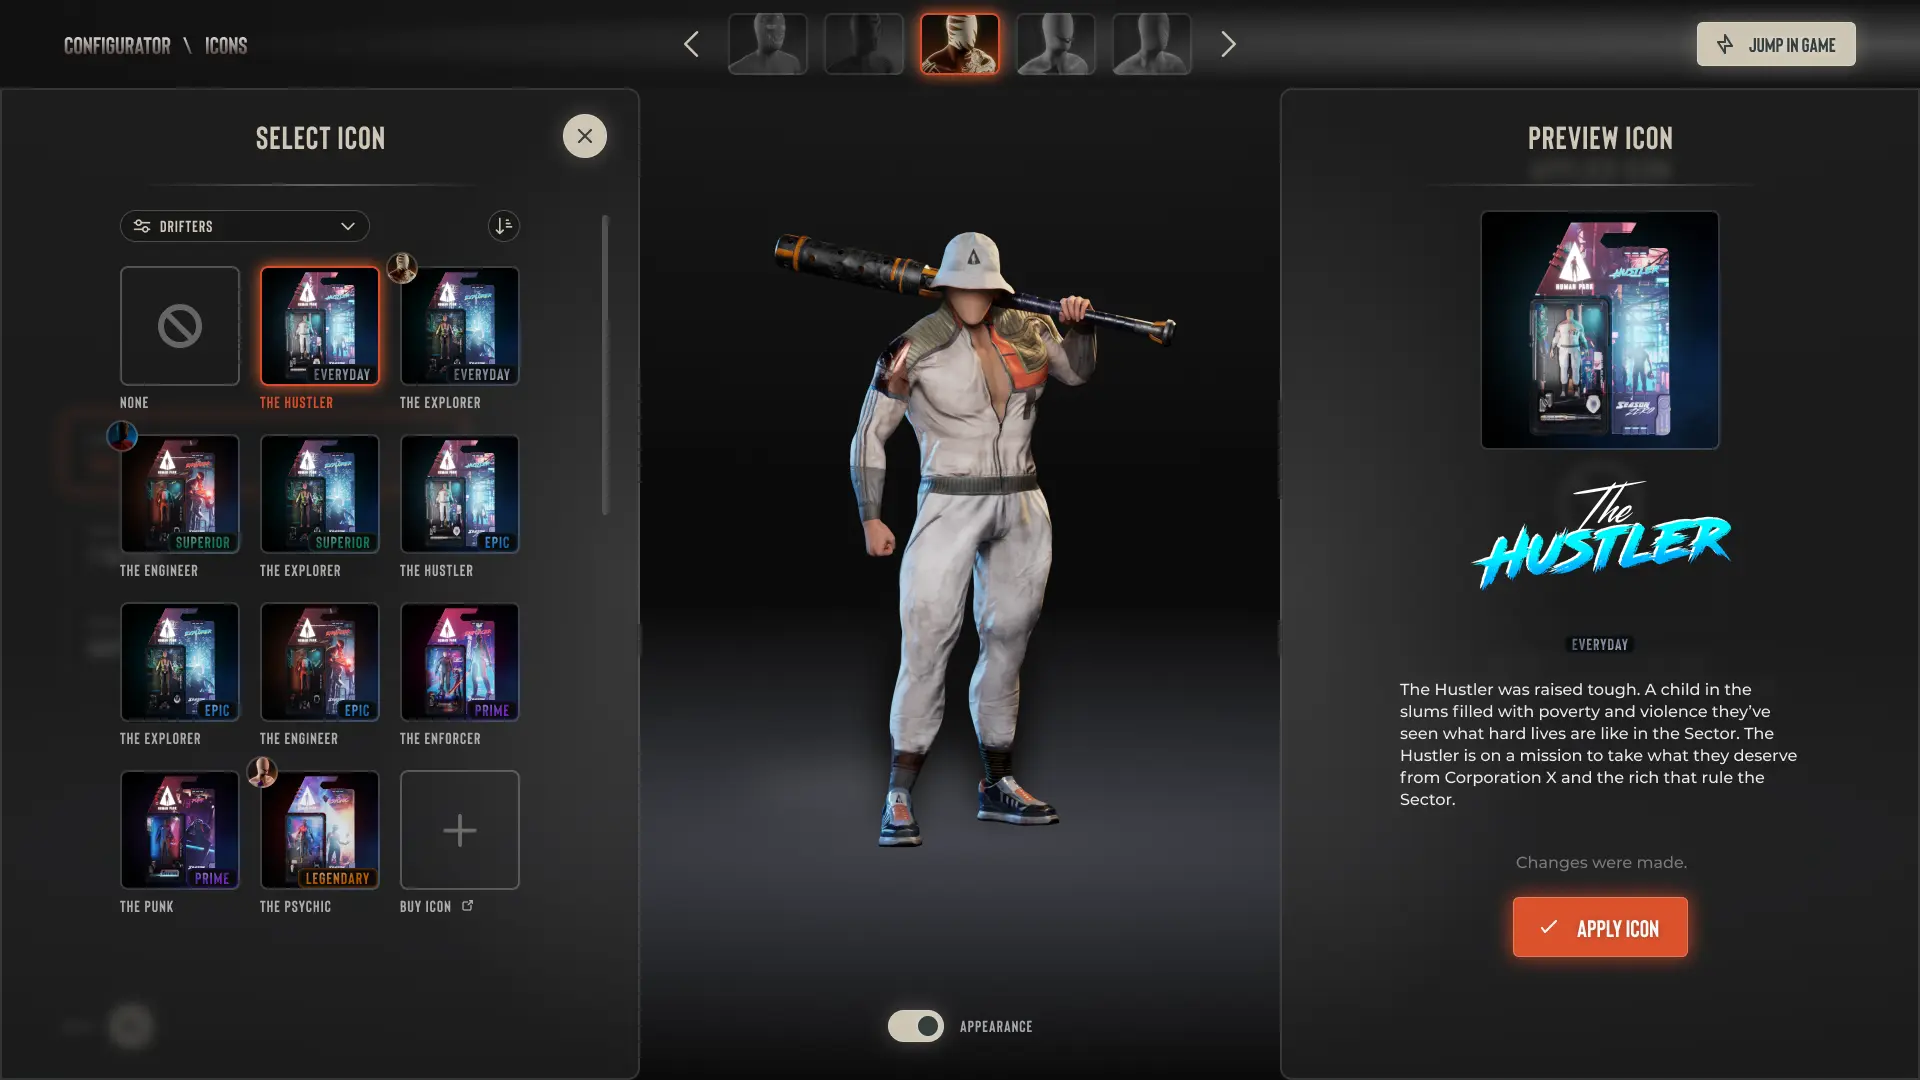 CONFIGURATOR \ ICONS
JUMP IN GAME
SELECT ICON
DRIFTERS
NONE
EVERYDAY
THE HUSTLER
EVERYDAY
THE EXPLORER
SUPERIOR
THE ENGINEER
SUPERIOR
THE EXPLORER
EPIC
THE HUSTLER
EPIC
THE EXPLORER
EPIC
THE ENGINEER
PRIME
THE ENFORCER
PRIME
THE PUNK
LEGENDARY
THE PSYCHIC
BUY ICON
APPEARANCE
PREVIEW ICON
HUMAN PARK
HUSTLER
SEASON
ZERO
The
HUSTLER
EVERYDAY
The Hustler was raised tough. A child in the
slums filled with poverty and violence they’ve
seen what hard lives are like in the Sector. The
Hustler is on a mission to take what they deserve
from Corporation X and the rich that rule the
Sector.
Changes were made.
APPLY ICON